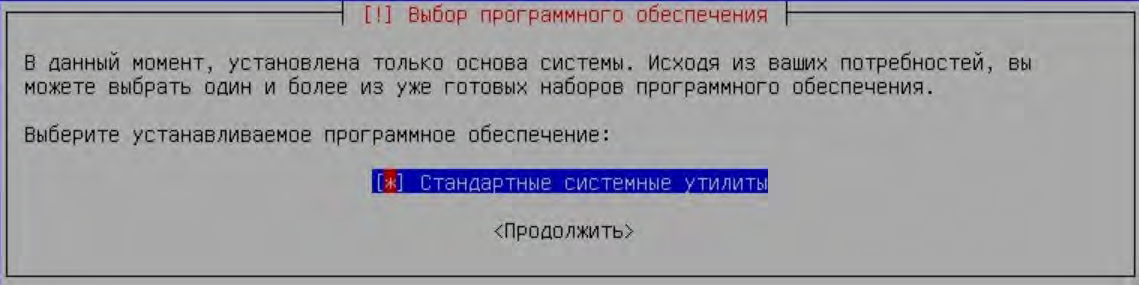 [!] Выбор программного обеспечения
В данный момент, установлена только основа системы. Исходя из ваших потребностей, вы
можете выбрать один и более из уже готовых наборов программного обеспечения.
Выберите устанавливаемое программное обеспечение:
[*] Стандартные системные утилиты
<Продолжить>